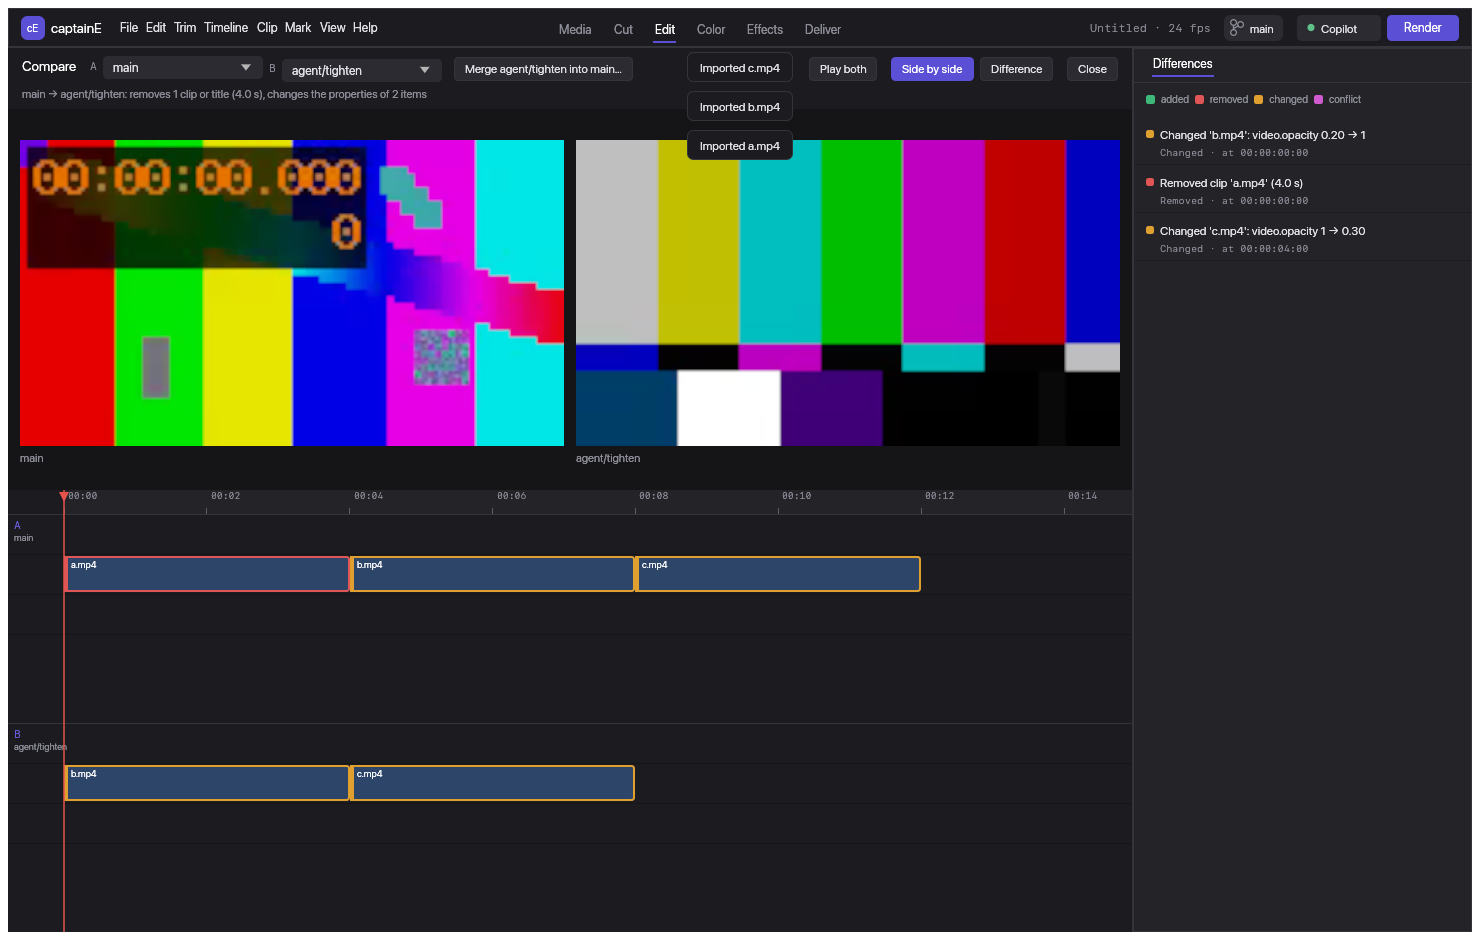 cE captainE File Edit Trim Timeline Clip Mark View Help Media Cut Edit Color Effects Deliver Untitled · 24 fps main Copilot Render
Compare A main B agent/tighten Merge agent/tighten into main... Imported c.mp4 Play both Side by side Difference Close
main → agent/tighten: removes 1 clip or title (4.0 s), changes the properties of 2 items
Imported b.mp4
Imported a.mp4
00:00:00.000
0
main
agent/tighten
00:00 00:02 00:04 00:06 00:08 00:10 00:12 00:14
A
main
a.mp4 b.mp4 c.mp4
B
agent/tighten
b.mp4 c.mp4
Differences
added removed changed conflict
Changed 'b.mp4': video.opacity 0.20 → 1
Changed · at 00:00:00:00
Removed clip 'a.mp4' (4.0 s)
Removed · at 00:00:00:00
Changed 'c.mp4': video.opacity 1 → 0.30
Changed · at 00:00:04:00